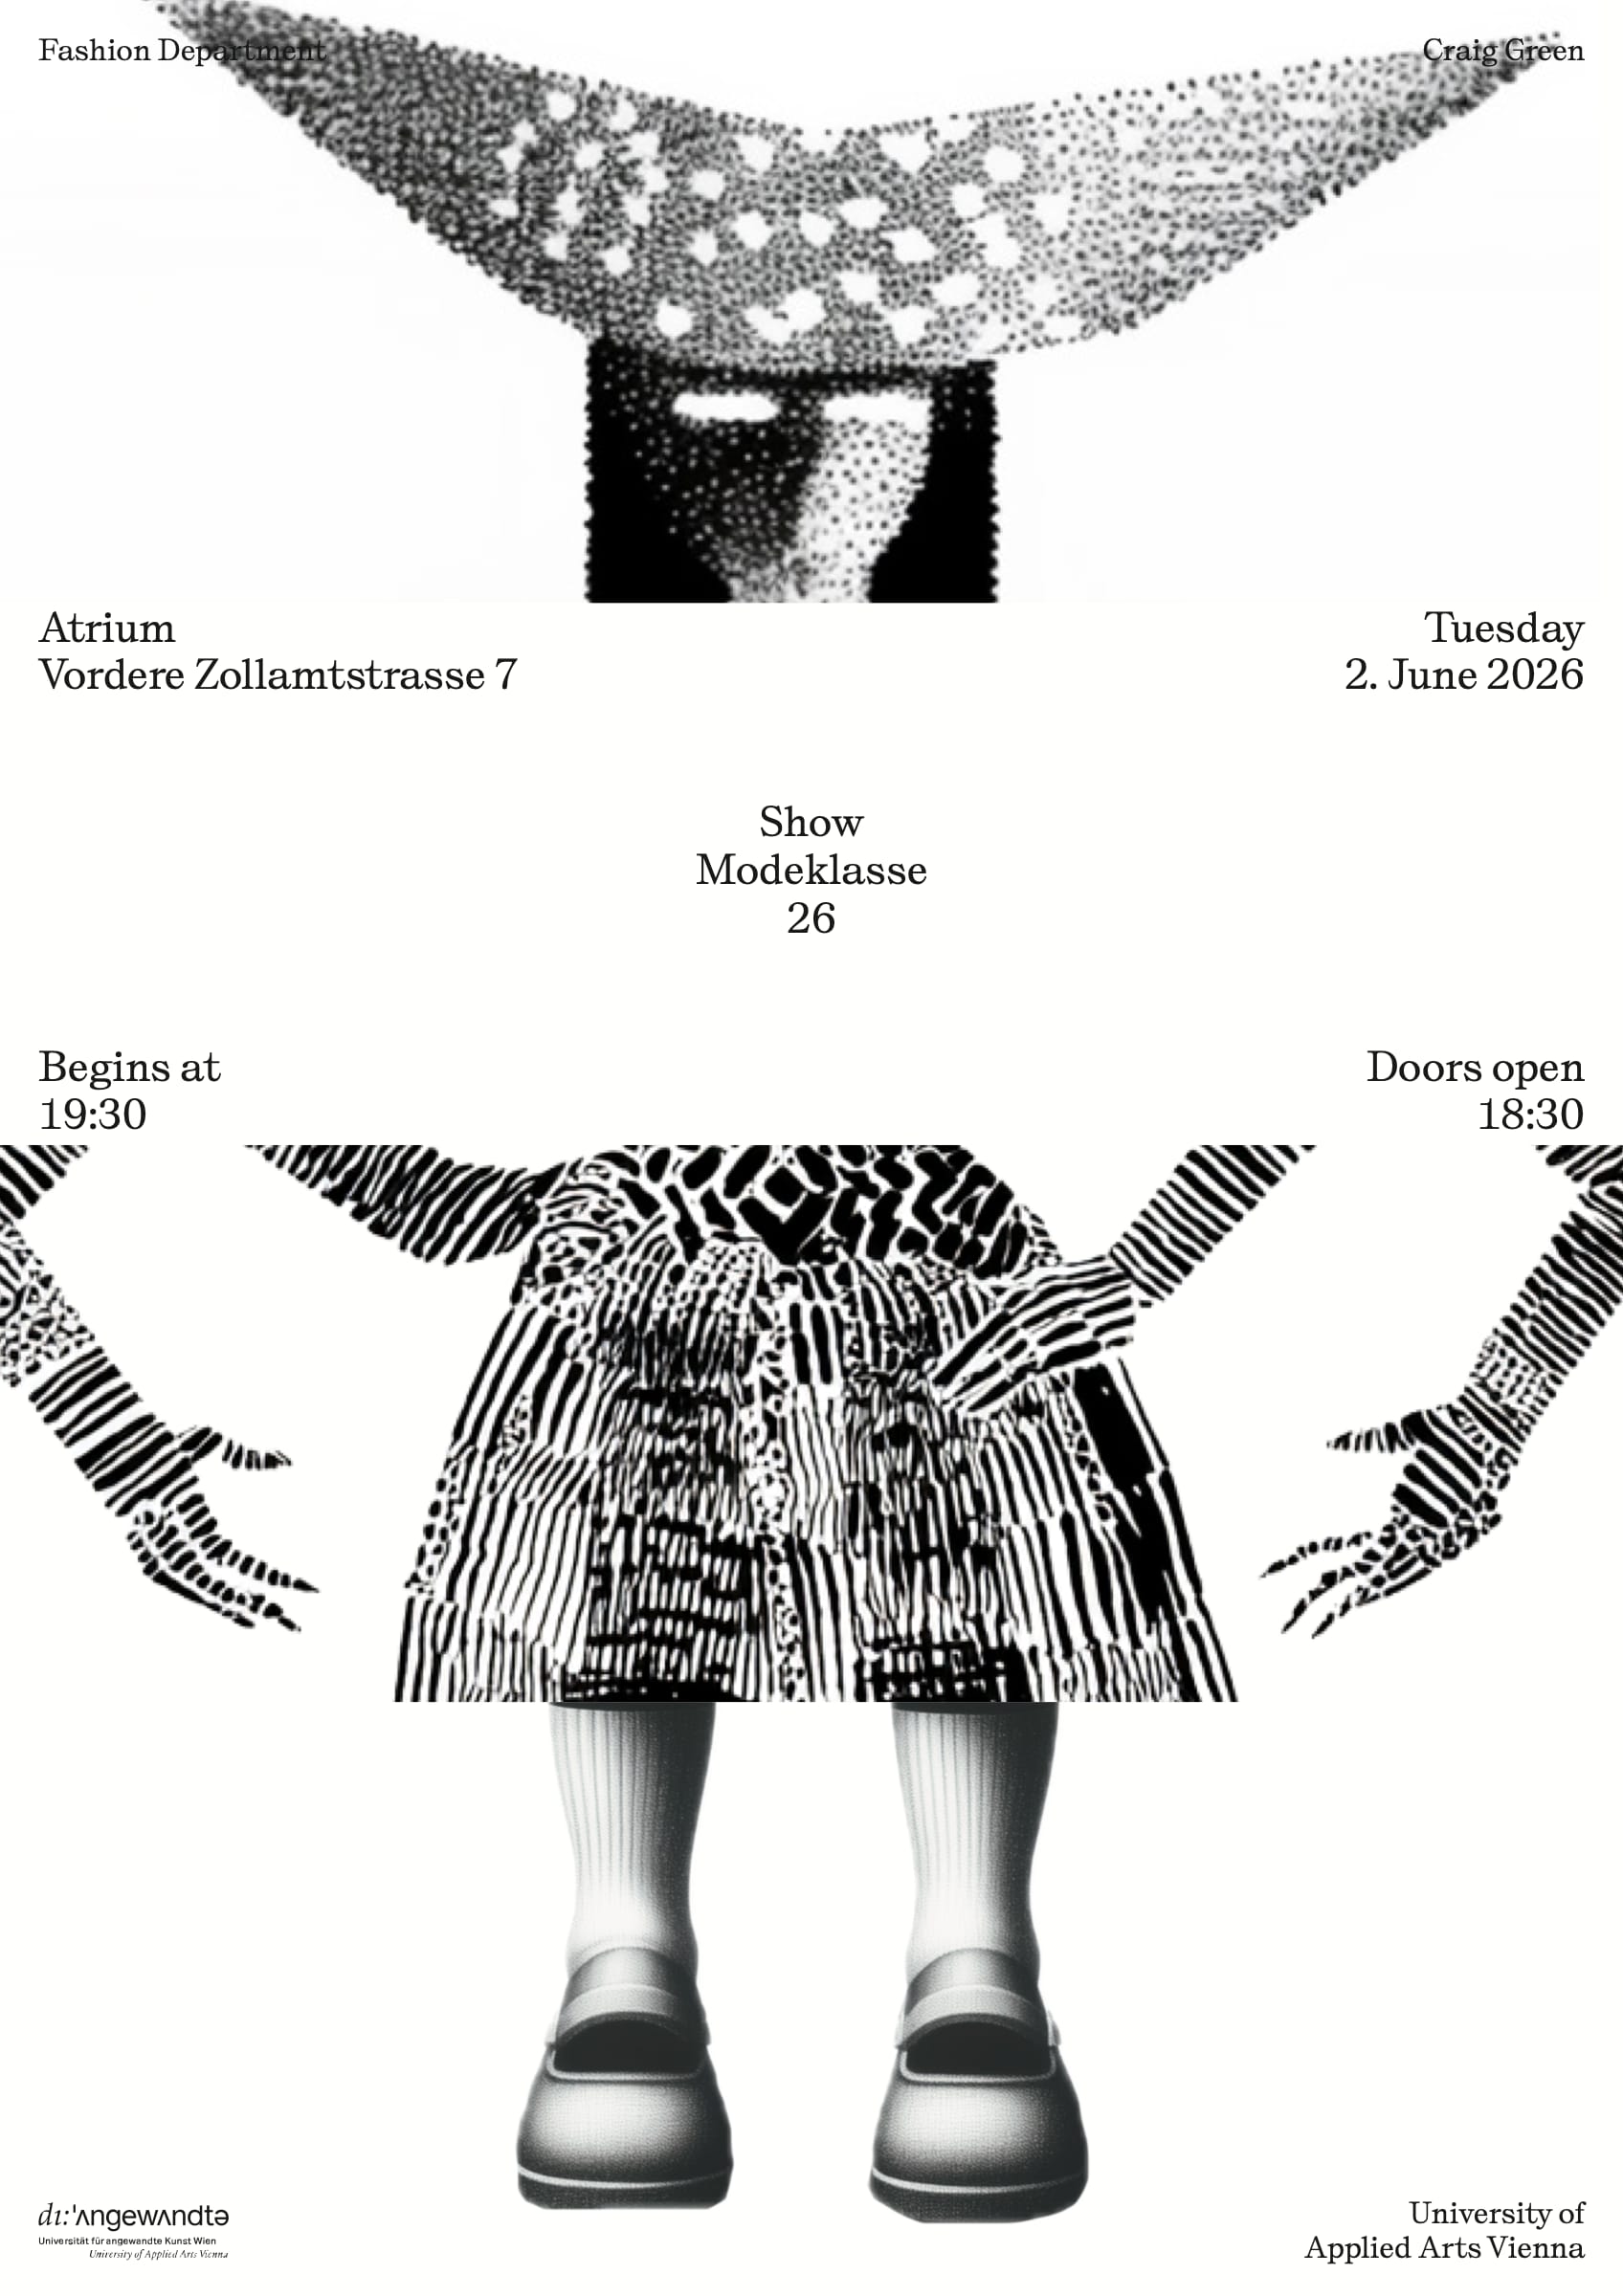 Fashion Department
Craig Green
Atrium
Vordere Zollamtstrasse 7
Tuesday
2. June 2026
Show
Modeklasse
26
Begins at
19:30
Doors open
18:30
dı:'ʌngewʌndtə
Universität für angewandte Kunst Wien
University of Applied Arts Vienna
University of
Applied Arts Vienna